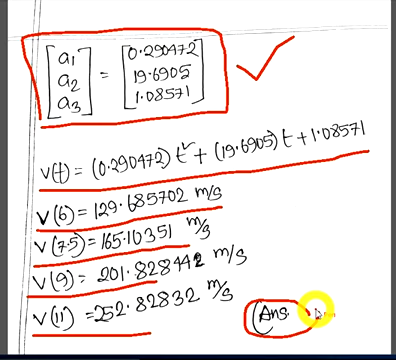 [a1 a2 a3] = [0.290472 19.6905 1.08571]
v(t) = (0.290472) t² + (19.6905) t + 1.08571
v(6) = 129.685702 m/s
v(7.5) = 165.10351 m/s
v(9) = 201.828442 m/s
v(11) = 252.82832 m/s
Ans.